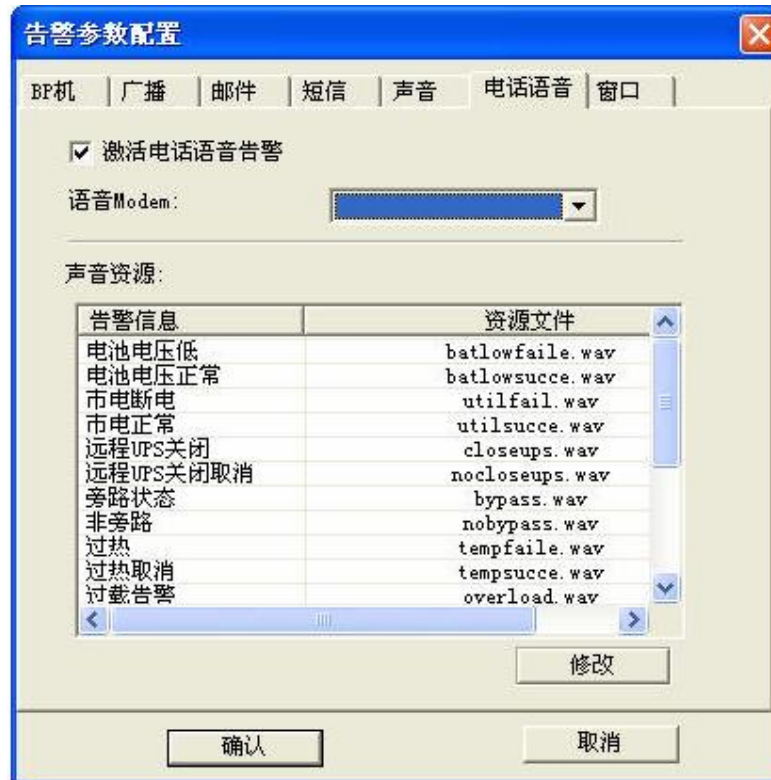 告警参数配置
BP机 广播 邮件 短信 声音 电话语音 窗口
激活电话语音告警
语音Modem:
声音资源:
告警信息 资源文件
电池电压低 batlowfaile.wav
电池电压正常 batlowsucce.wav
市电断电 utilfail.wav
市电正常 utilsucce.wav
远程UPS关闭 closeups.wav
远程UPS关闭取消 nocloseups.wav
旁路状态 bypass.wav
非旁路 nobypass.wav
过热 tempfaile.wav
过热取消 tempsucce.wav
过载告警 overload.wav
修改
确认 取消